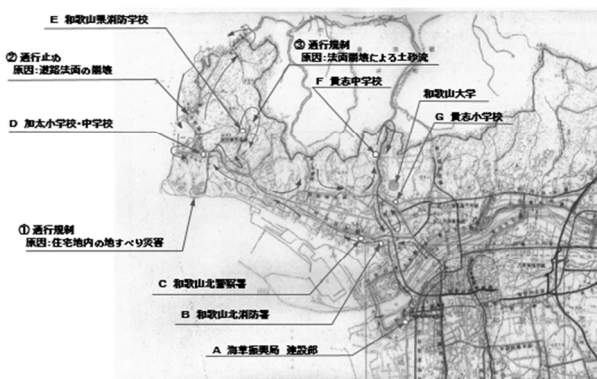 E 和歌山県消防学校
② 通行止め
原因：道路法面の崩壊
③ 通行規制
原因：法面崩壊による土砂流
F 貴志中学校
和歌山大学
G 貴志小学校
D 加太小学校・中学校
① 通行規制
原因：住宅地内の地すべり災害
C 和歌山北警察署
B 和歌山北消防署
A 海草振興局 建設部